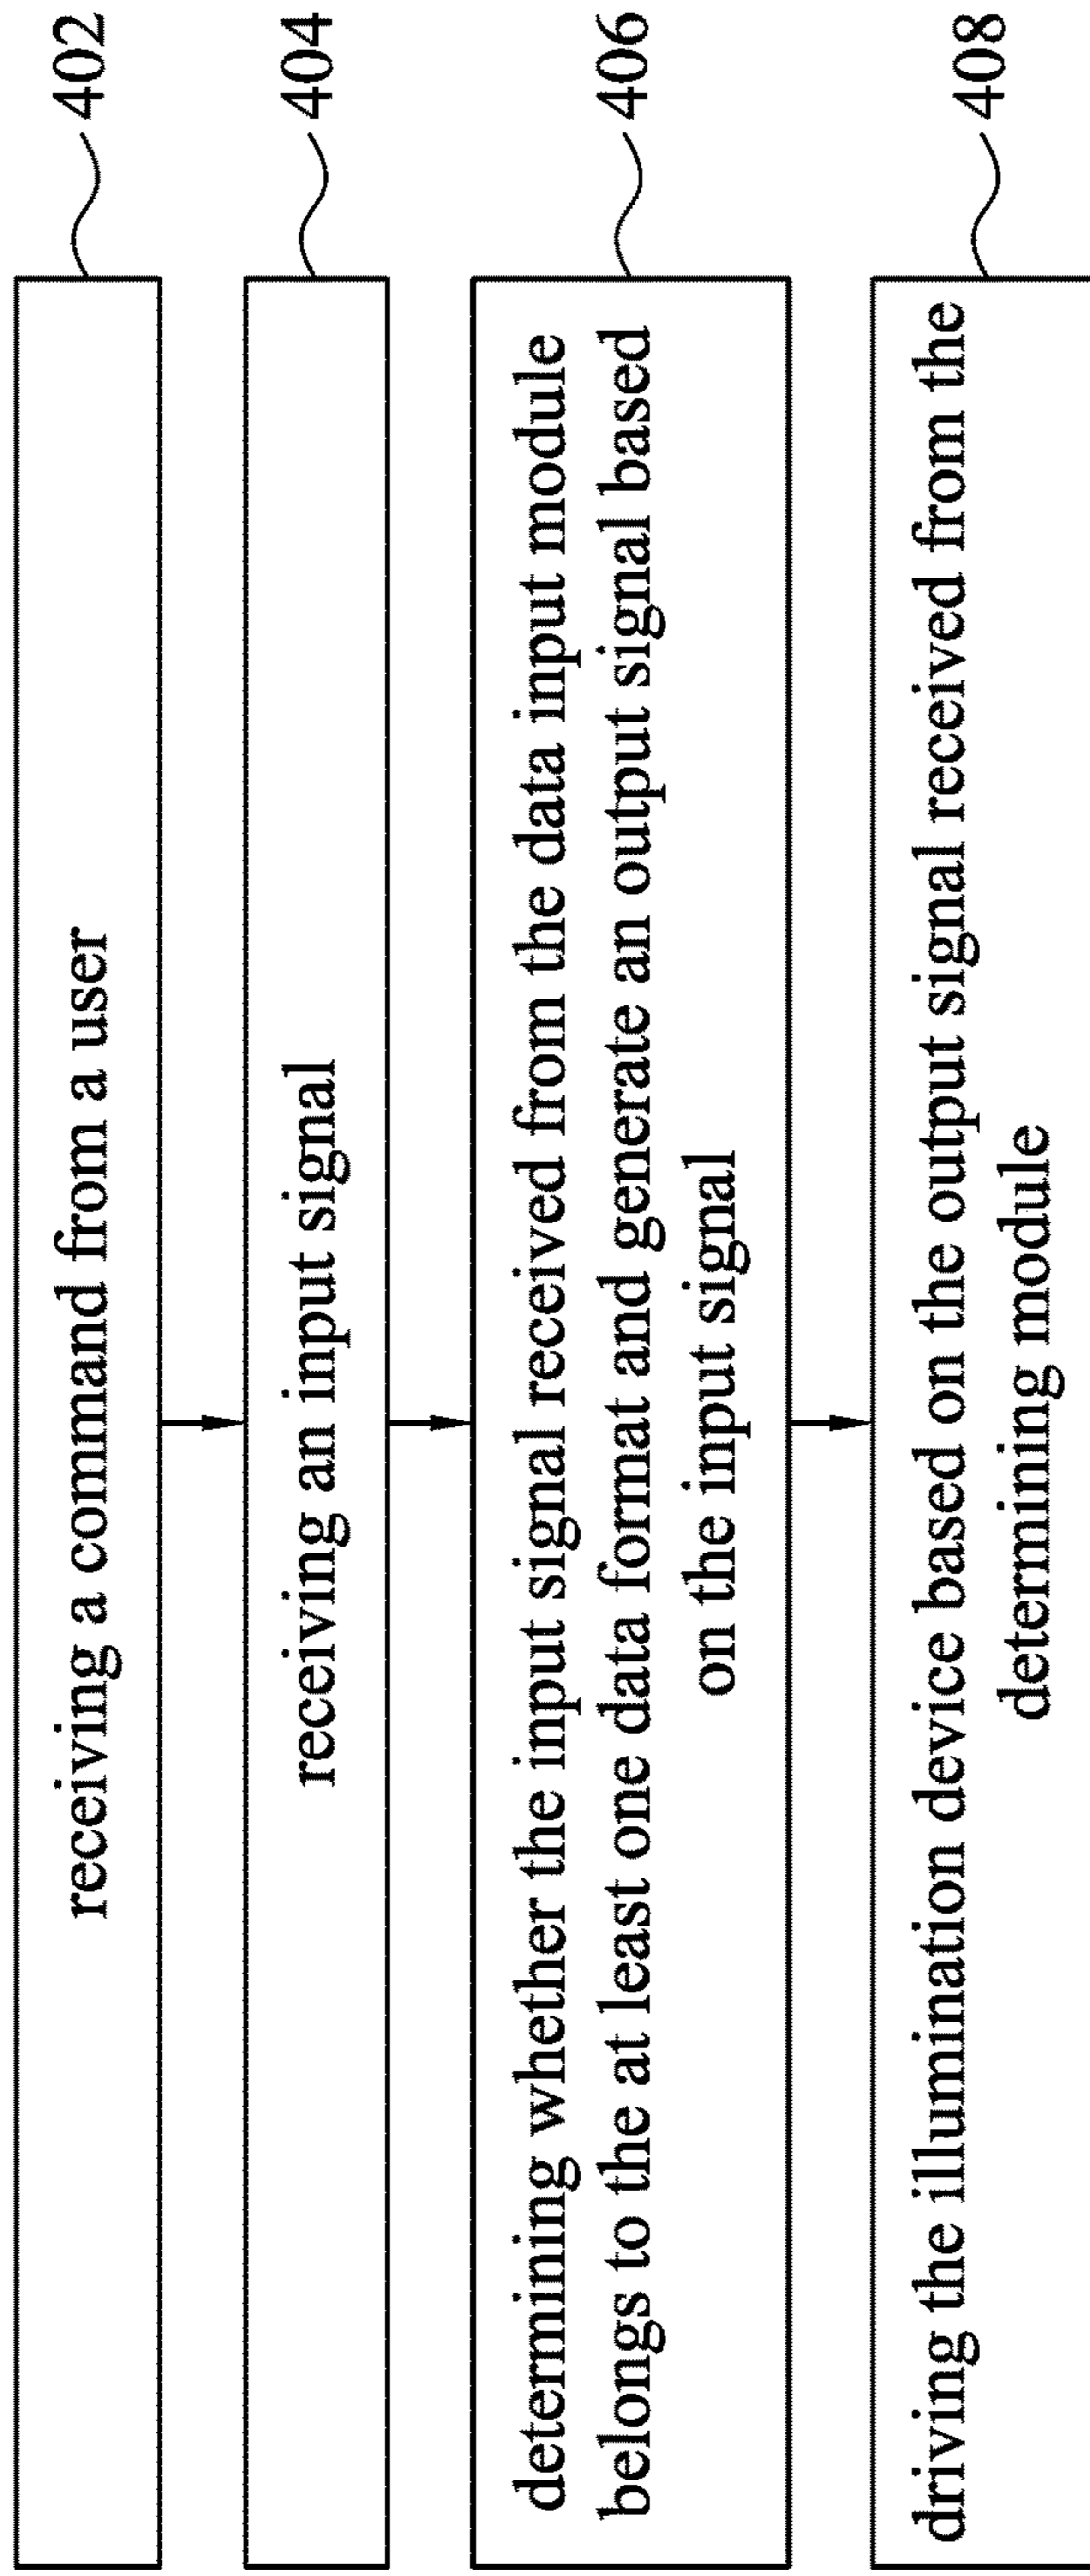 receiving a command from a user
402
receiving an input signal
404
determining whether the input signal received from the data input module
belongs to the at least one data format and generate an output signal based
on the input signal
406
driving the illumination device based on the output signal received from the
determining module
408